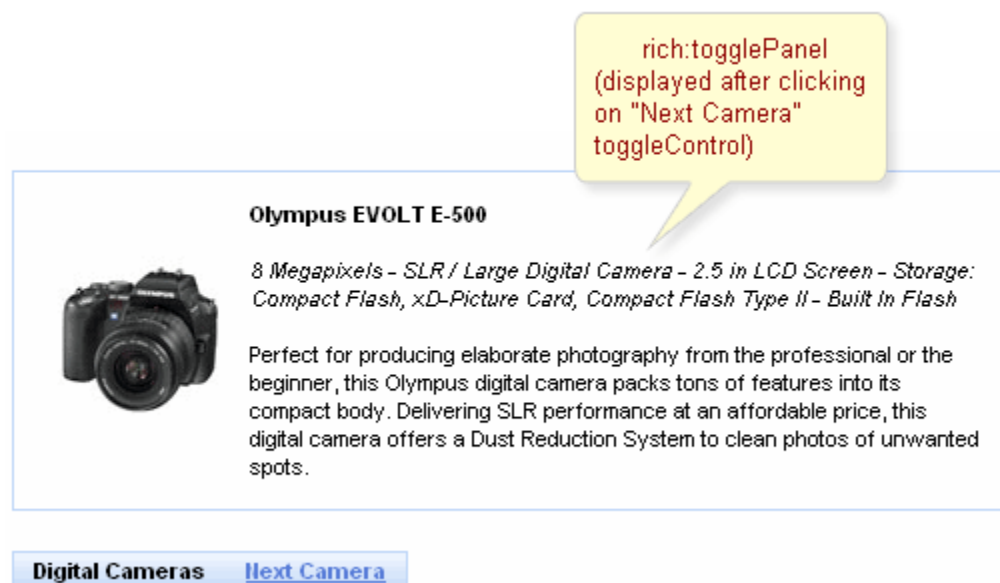 rich:togglePanel
(displayed after clicking
on "Next Camera"
toggleControl)
Olympus EVOLT E-500
8 Megapixels - SLR / Large Digital Camera - 2.5 in LCD Screen - Storage:
Compact Flash, xD-Picture Card, Compact Flash Type II - Built In Flash
OLYMPUS
Perfect for producing elaborate photography from the professional or the
beginner, this Olympus digital camera packs tons of features into its
compact body. Delivering SLR performance at an affordable price, this
digital camera offers a Dust Reduction System to clean photos of unwanted
spots.
Digital Cameras Next Camera